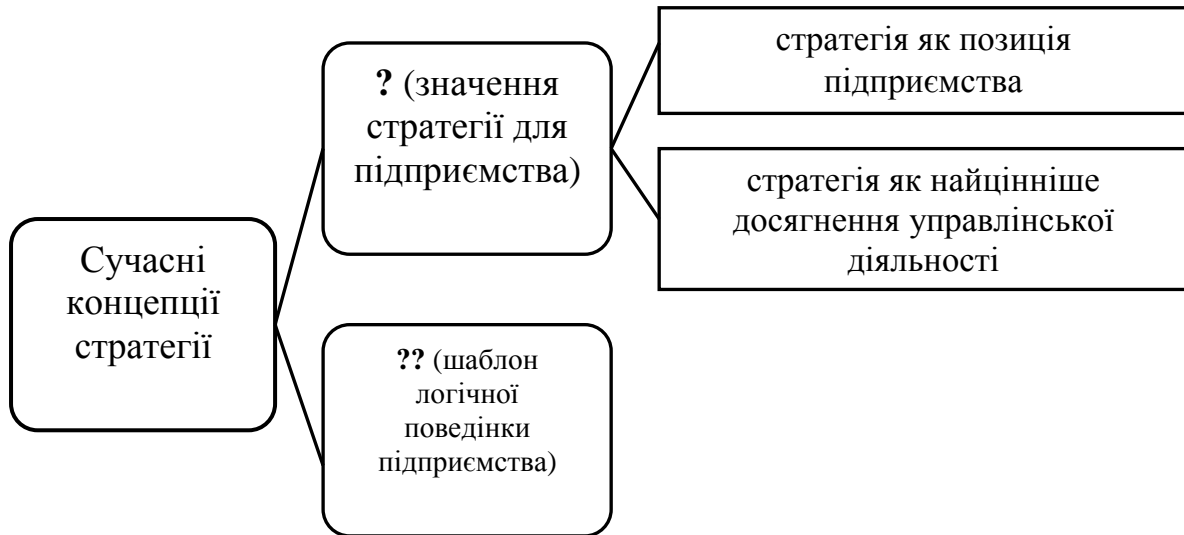 Сучасні
концепції
стратегії
? (значення
стратегії для
підприємства)
стратегія як позиція
підприємства
стратегія як найцінніше
досягнення управлінської
діяльності
?? (шаблон
логічної
поведінки
підприємства)